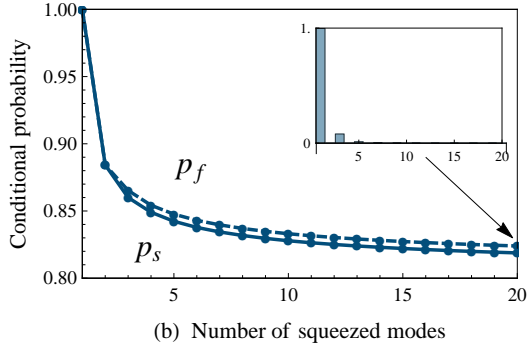 1.00
0.95
0.90
0.85
0.80
Conditional probability
p_f
p_s
1.
0
1 5 10 15 20
5 10 15 20
(b) Number of squeezed modes